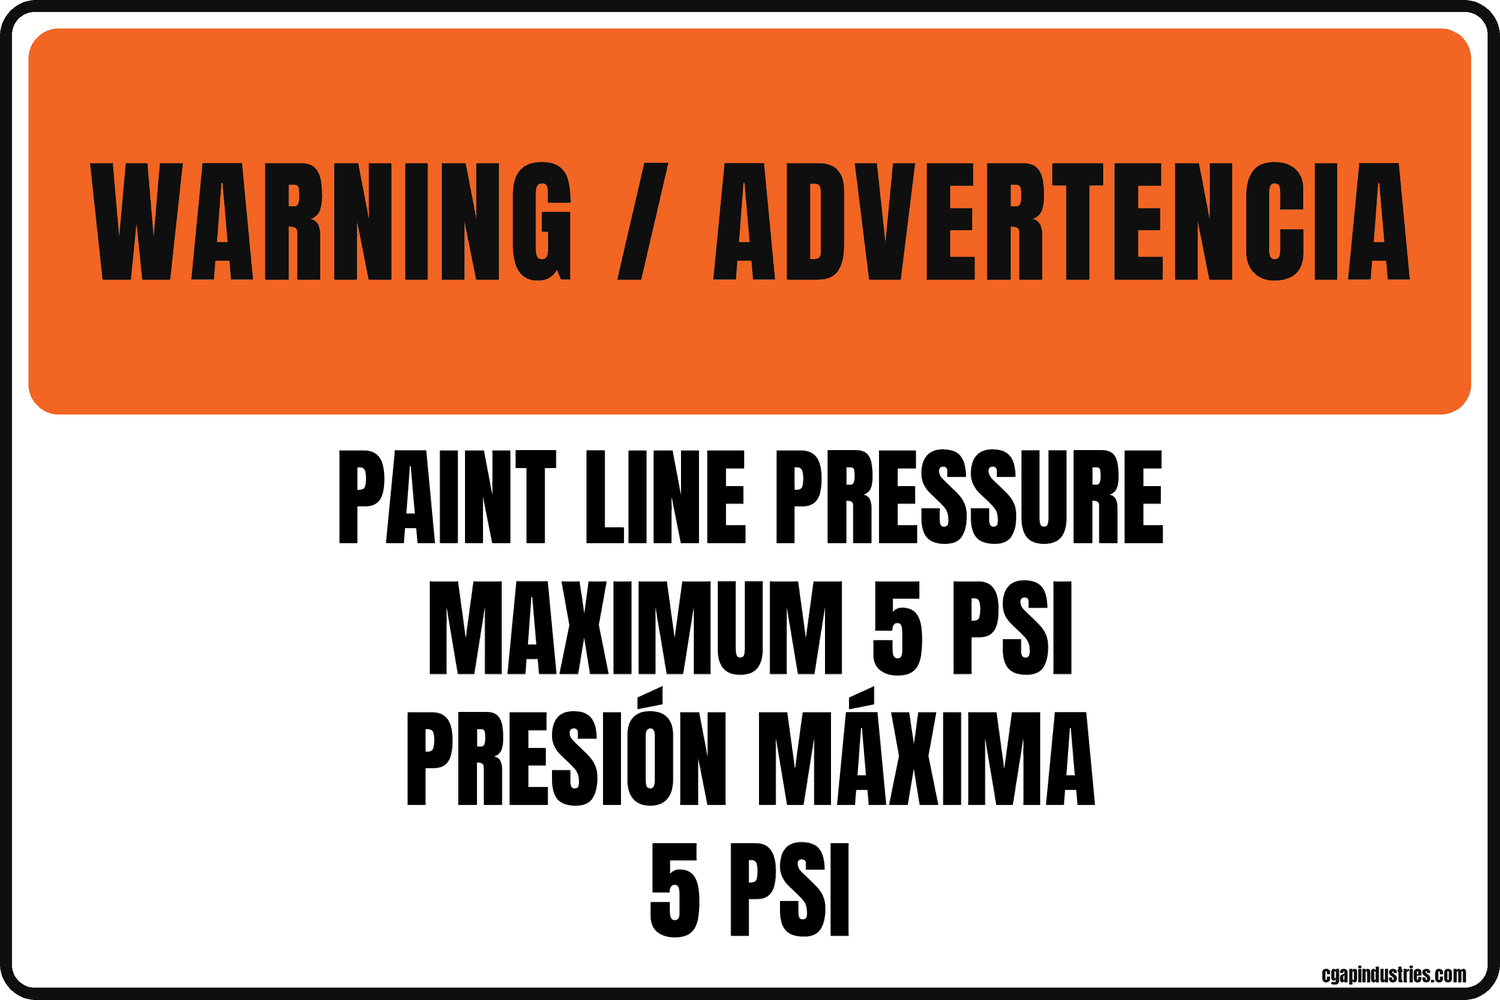 WARNING / ADVERTENCIA
PAINT LINE PRESSURE
MAXIMUM 5 PSI
PRESIÓN MÁXIMA
5 PSI
cgapindustries.com